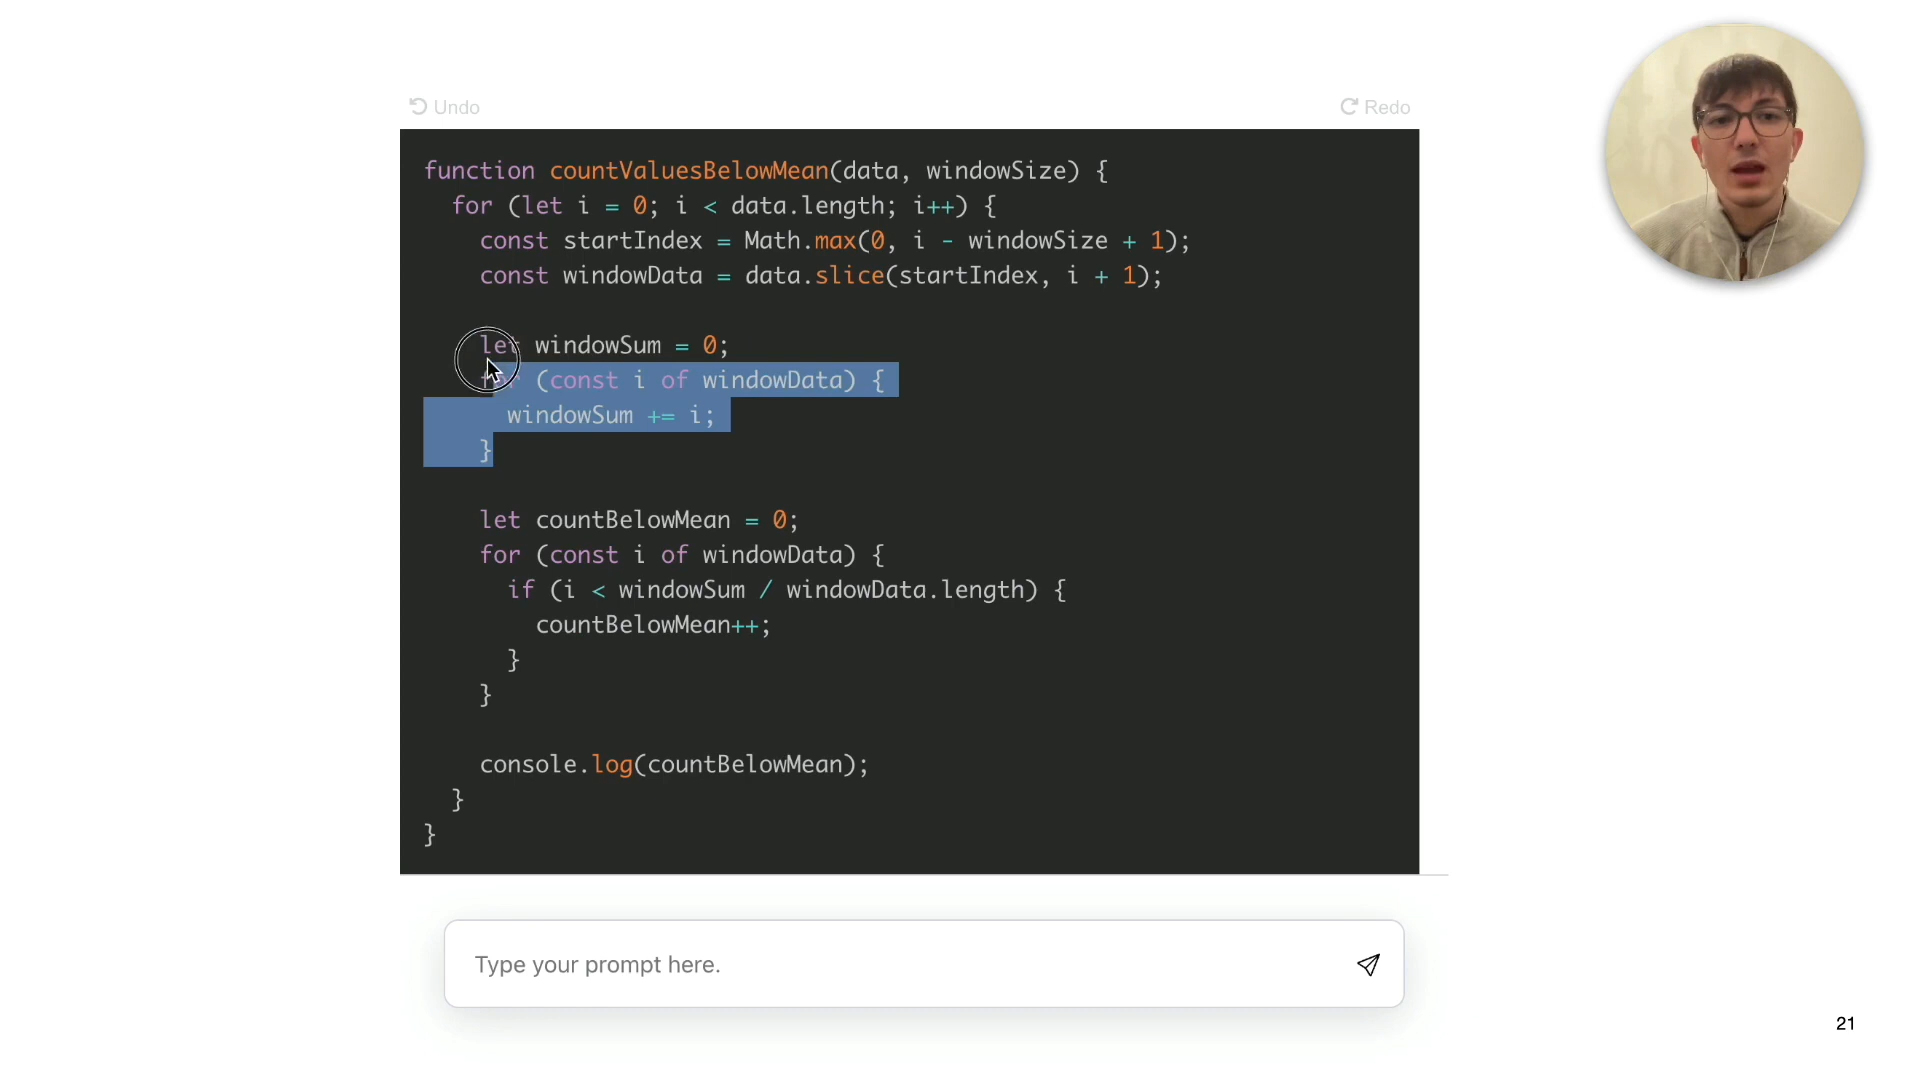 Undo
Redo
function countValuesBelowMean(data, windowSize) {
  for (let i = 0; i < data.length; i++) {
    const startIndex = Math.max(0, i - windowSize + 1);
    const windowData = data.slice(startIndex, i + 1);
    let windowSum = 0;
    for (const i of windowData) {
      windowSum += i;
    }
    let countBelowMean = 0;
    for (const i of windowData) {
      if (i < windowSum / windowData.length) {
        countBelowMean++;
      }
    }
    console.log(countBelowMean);
  }
}
Type your prompt here.
21